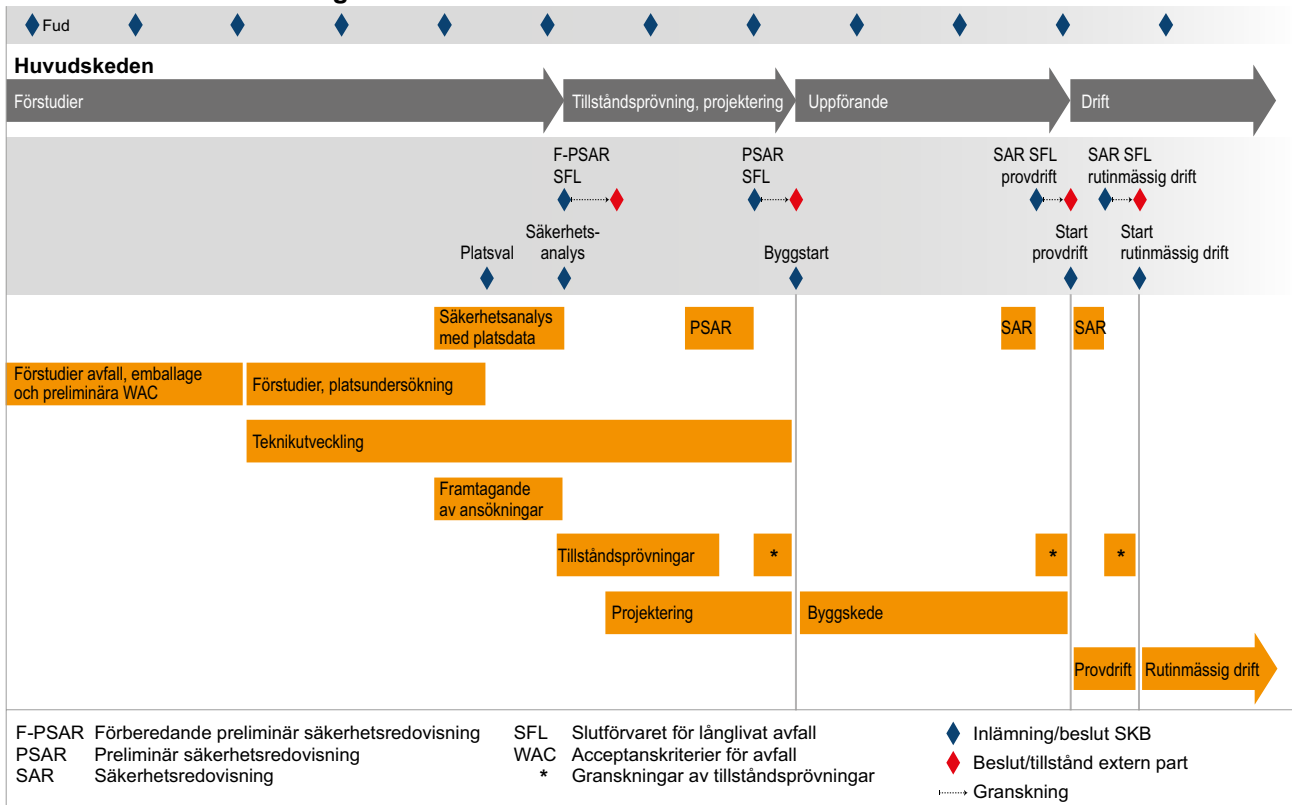 Fud
Huvudskeden
Förstudier
Tillståndsprövning, projektering
Uppförande
Drift
F-PSAR
SFL
PSAR
SFL
SAR SFL
provdrift
SAR SFL
rutinmässig drift
Platsval
Säkerhets-
analys
Byggstart
Start
provdrift
Start
rutinmässig drift
Säkerhetsanalys
med platsdata
PSAR
SAR
SAR
Förstudier avfall, emballage
och preliminära WAC
Förstudier, platsundersökning
Teknikutveckling
Framtagande
av ansökningar
Tillståndsprövningar
*
*
*
Projektering
Byggskede
Provdrift
Rutinmässig drift
F-PSAR Förberedande preliminär säkerhetsredovisning
PSAR Preliminär säkerhetsredovisning
SAR Säkerhetsredovisning
SFL Slutförvaret för långlivat avfall
WAC Acceptanskriterier för avfall
* Granskningar av tillståndsprövningar
Inlämning/beslut SKB
Beslut/tillstånd extern part
Granskning